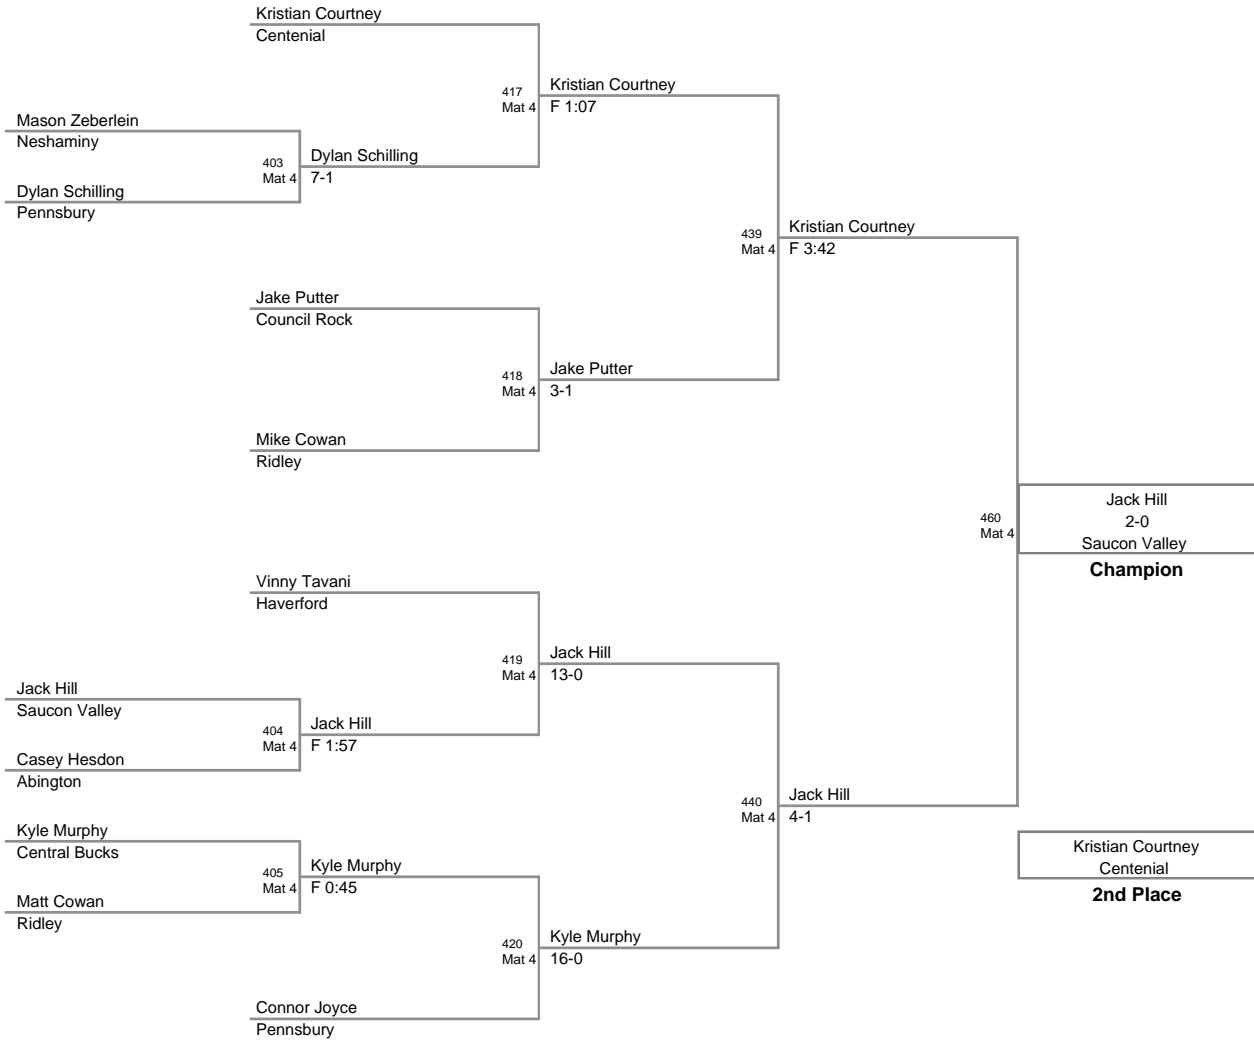 Kristian Courtney
Centenial
417
Mat 4
Kristian Courtney
F 1:07
Mason Zeberlein
Neshaminy
403
Mat 4
Dylan Schilling
7-1
Dylan Schilling
Pennsbury
439
Mat 4
Kristian Courtney
F 3:42
Jake Putter
Council Rock
418
Mat 4
Jake Putter
3-1
Mike Cowan
Ridley
460
Mat 4
Jack Hill
2-0
Saucon Valley
Champion
Vinny Tavani
Haverford
419
Mat 4
Jack Hill
13-0
Jack Hill
Saucon Valley
404
Mat 4
Jack Hill
F 1:57
Casey Hesdon
Abington
440
Mat 4
Jack Hill
4-1
Kyle Murphy
Central Bucks
405
Mat 4
Kyle Murphy
F 0:45
Matt Cowan
Ridley
Kristian Courtney
Centenial
2nd Place
420
Mat 4
Kyle Murphy
16-0
Connor Joyce
Pennsbury